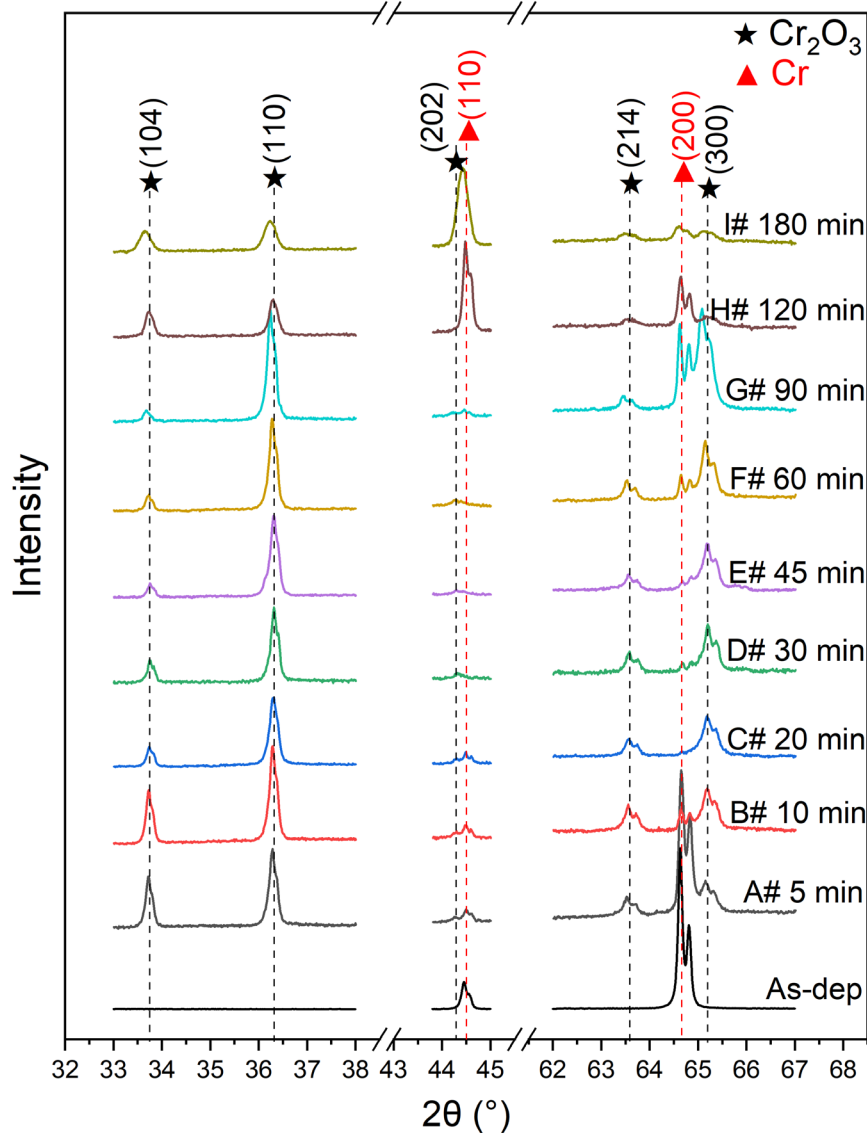 ★ Cr₂O₃
▲ Cr
(104)
(110)
(202)
(110)
(214)
(200)
(300)
I# 180 min
H# 120 min
G# 90 min
F# 60 min
E# 45 min
D# 30 min
C# 20 min
B# 10 min
A# 5 min
As-dep
Intensity
32 33 34 35 36 37 38 43 44 45 62 63 64 65 66 67 68
2θ (°)